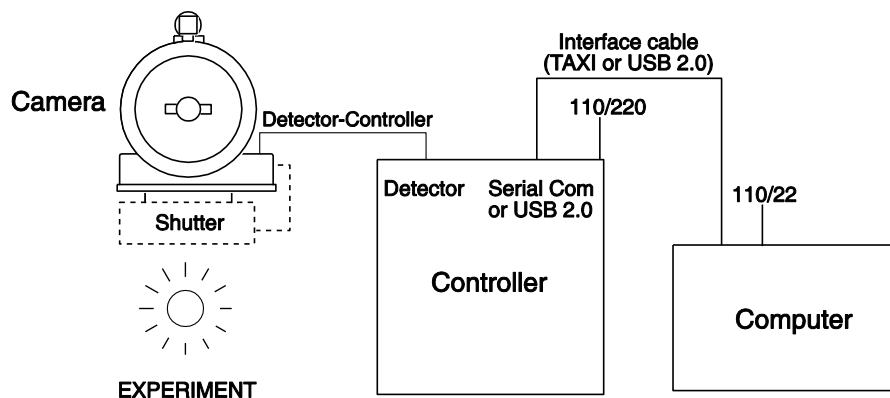 Interface cable
(TAXI or USB 2.0)
Camera
110/220
Detector-Controller
Detector
Serial Com
or USB 2.0
110/22
Shutter
Controller
Computer
EXPERIMENT